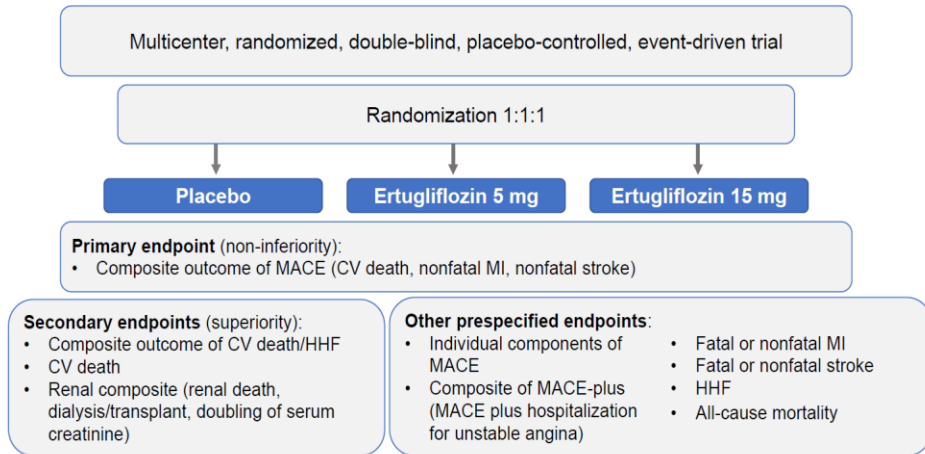 Multicenter, randomized, double-blind, placebo-controlled, event-driven trial
Randomization 1:1:1
Placebo
Ertugliflozin 5 mg
Ertugliflozin 15 mg
Primary endpoint (non-inferiority):
• Composite outcome of MACE (CV death, nonfatal MI, nonfatal stroke)
Secondary endpoints (superiority):
• Composite outcome of CV death/HHF
• CV death
• Renal composite (renal death,
dialysis/transplant, doubling of serum
creatinine)
Other prespecified endpoints:
• Individual components of
MACE
• Composite of MACE-plus
(MACE plus hospitalization
for unstable angina)
• Fatal or nonfatal MI
• Fatal or nonfatal stroke
• HHF
• All-cause mortality